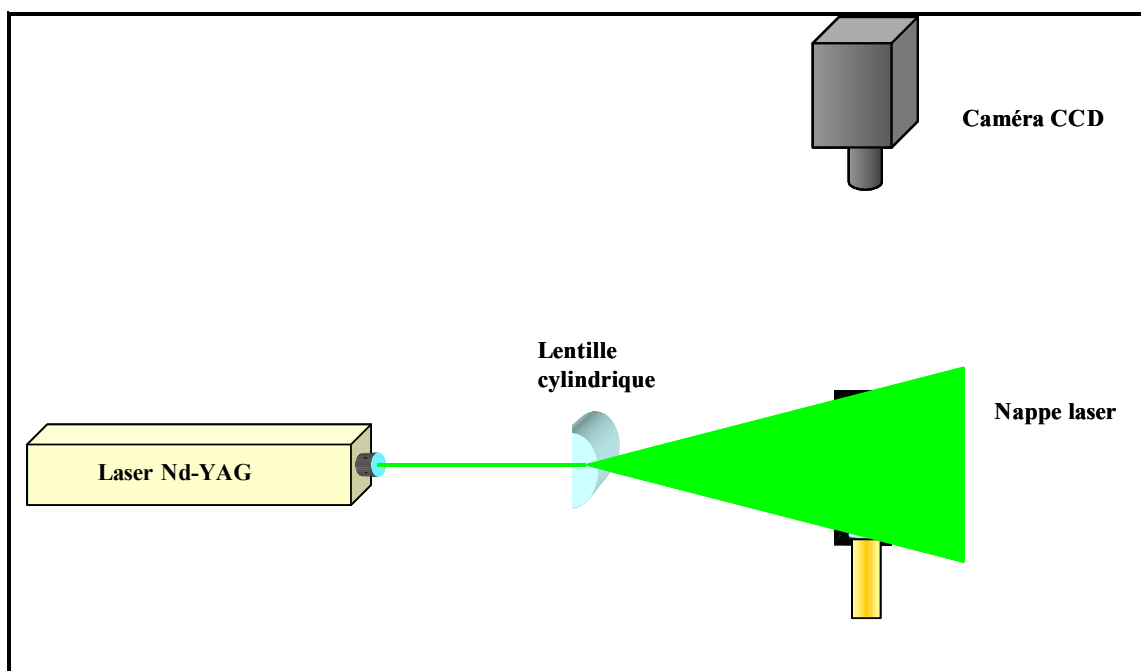 Caméra CCD
Lentille
cylindrique
Nappe laser
Laser Nd-YAG